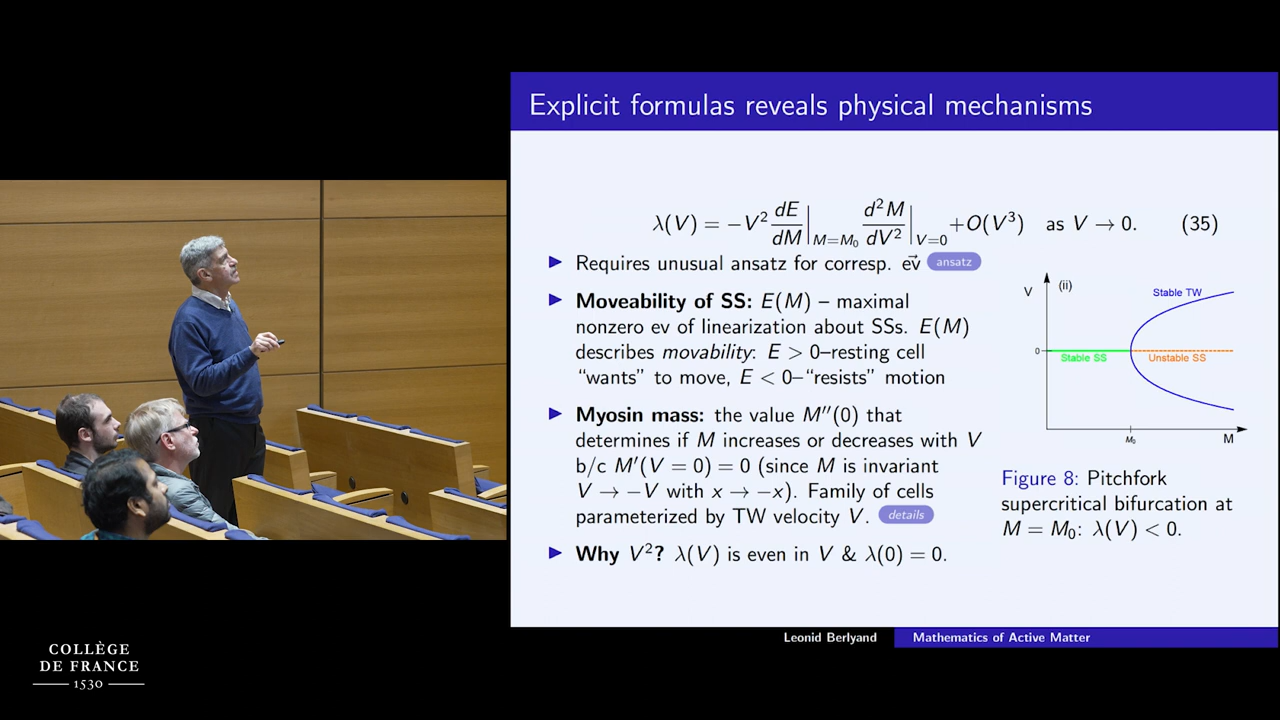 Explicit formulas reveals physical mechanisms
λ(V) = −V² dE/dM |_{M=M₀} d²M/dV² |_{V=0} +O(V³) as V → 0. (35)
Requires unusual ansatz for corresp. ev⃗ ansatz
Moveability of SS: E(M) – maximal
nonzero ev of linearization about SSs. E(M)
describes movability: E > 0–resting cell
“wants” to move, E < 0–“resists” motion
Myosin mass: the value M′′(0) that
determines if M increases or decreases with V
b/c M′(V = 0) = 0 (since M is invariant
V → −V with x → −x). Family of cells
parameterized by TW velocity V. details
Why V²? λ(V) is even in V & λ(0) = 0.
V
(ii)
Stable TW
0
Stable SS
Unstable SS
M₀
M
Figure 8: Pitchfork
supercritical bifurcation at
M = M₀: λ(V) < 0.
Leonid Berlyand
Mathematics of Active Matter
COLLÈGE
DE FRANCE
1530